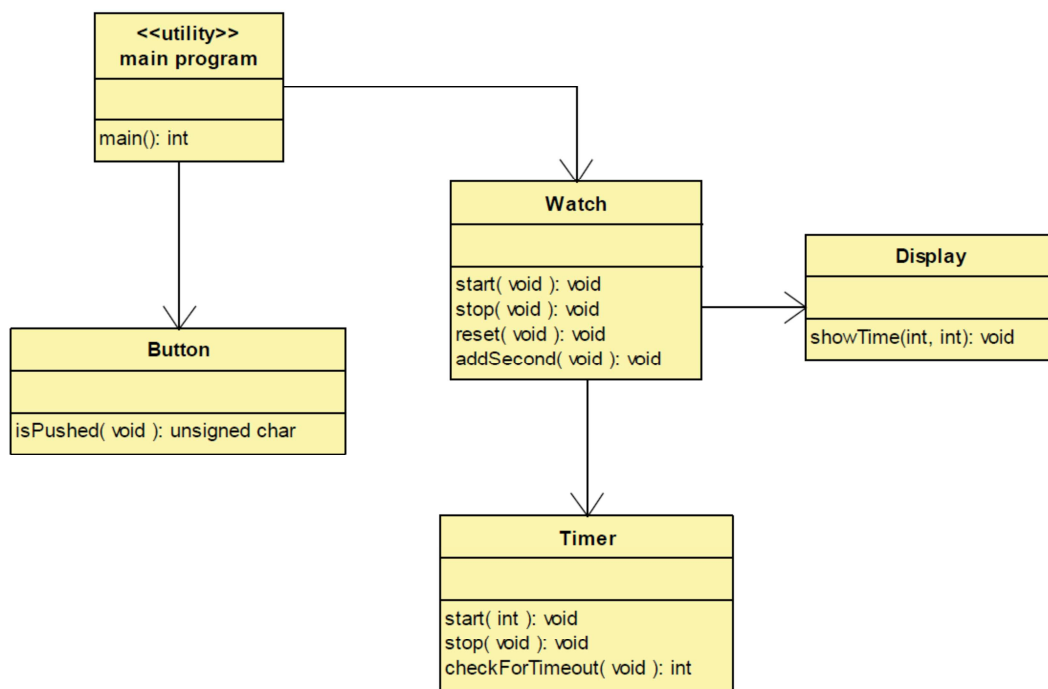 <<utility>>
main program
main(): int
Watch
start( void ): void
stop( void ): void
reset( void ): void
addSecond( void ): void
Display
showTime(int, int): void
Button
isPushed( void ): unsigned char
Timer
start( int ): void
stop( void ): void
checkForTimeout( void ): int